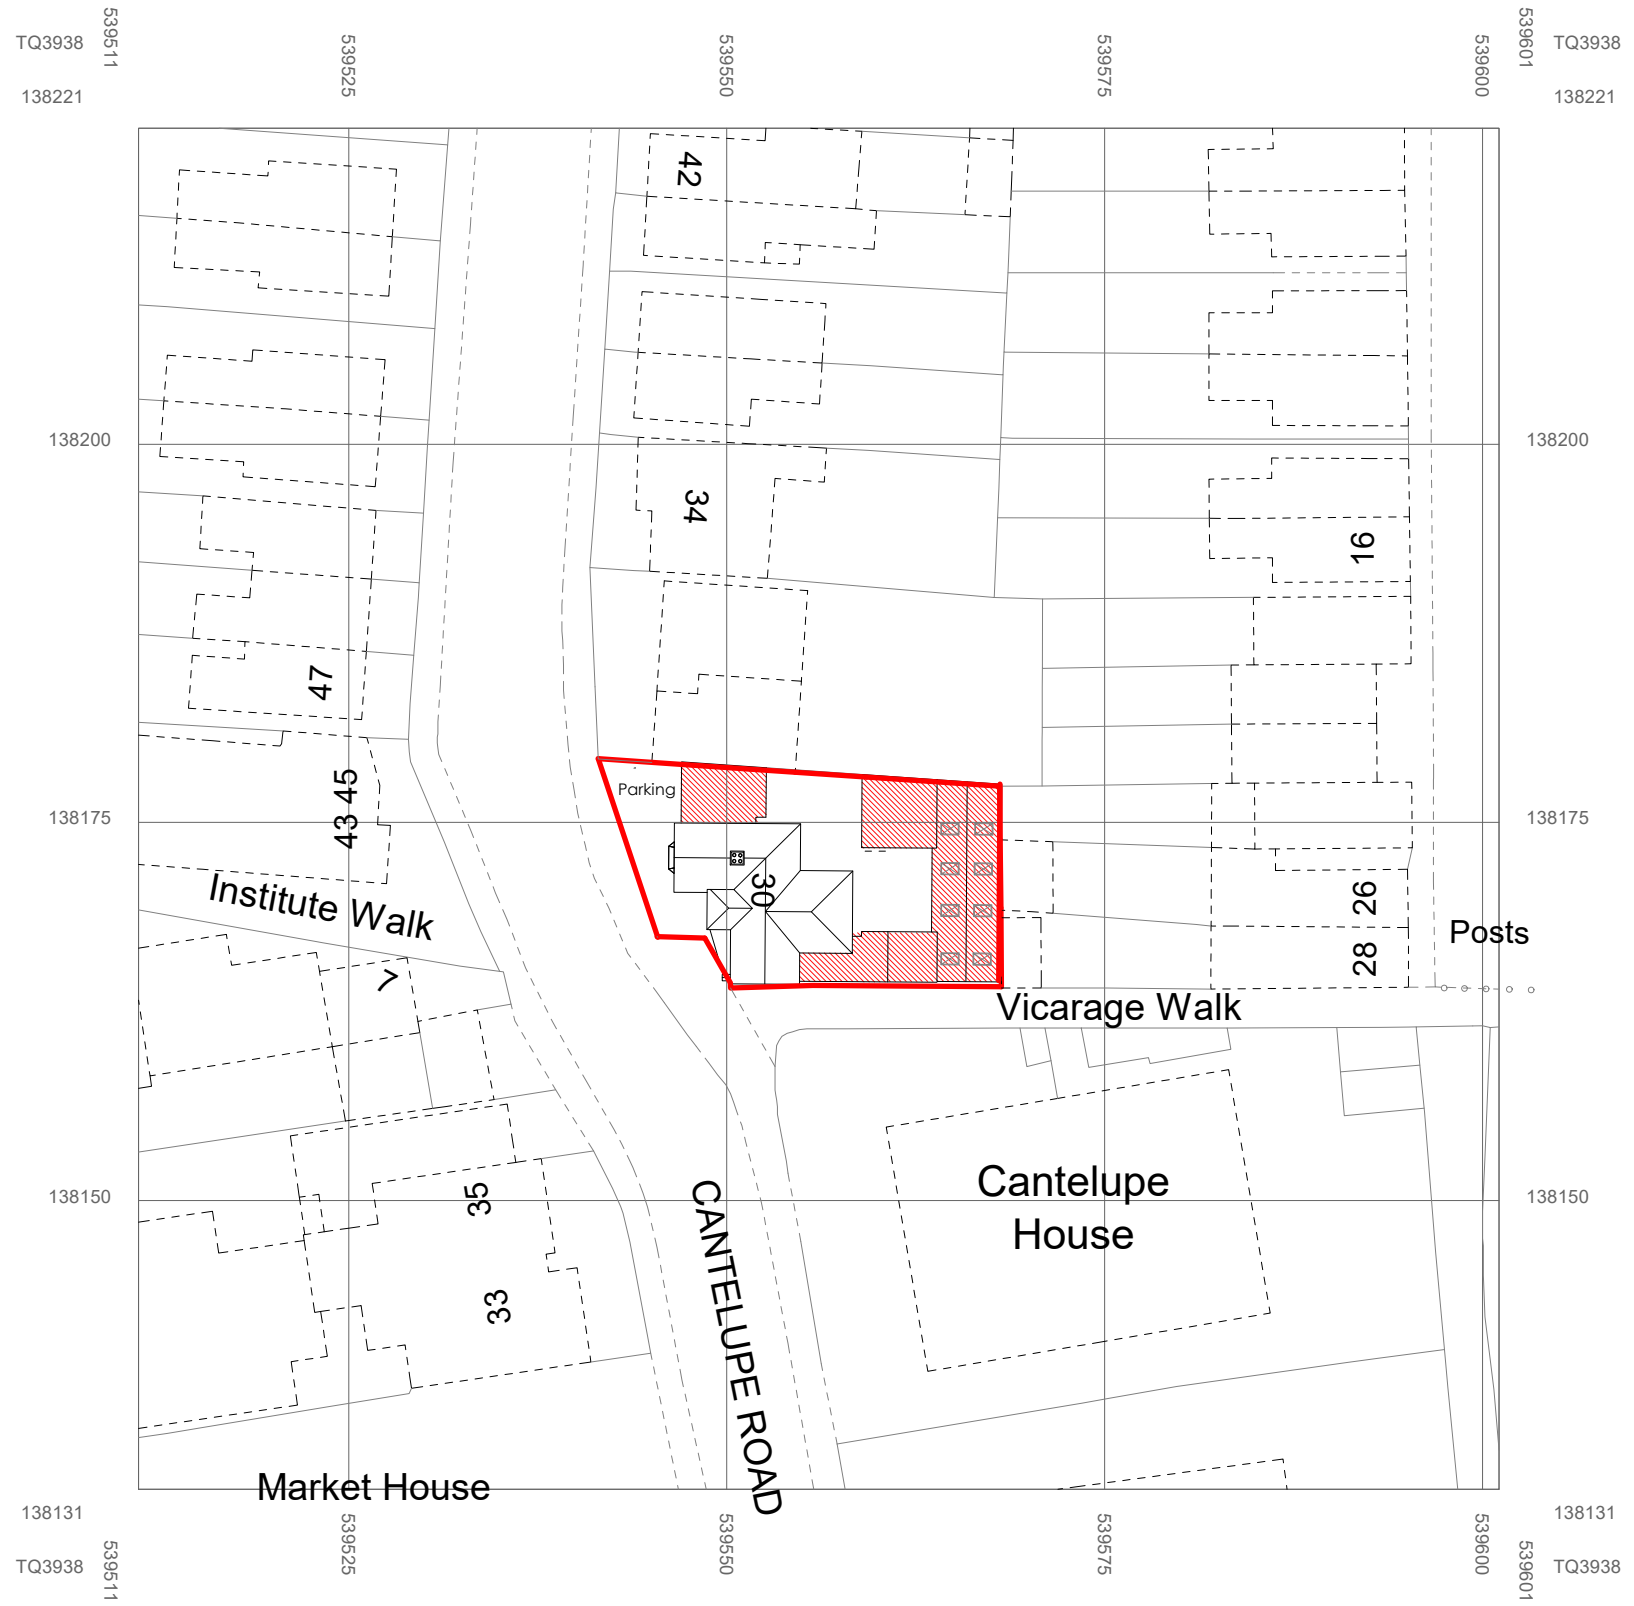 TQ3938
539511
539525
539550
539575
539600
539601
TQ3938
138221
138221
42
138200
138200
34
16
47
Parking
138175
43 45
138175
30
Institute Walk
26
Posts
28
7
Vicarage Walk
138150
35
Cantelupe
House
138150
33
CANTELUPE ROAD
Market House
138131
138131
TQ3938
539511
539525
539550
539575
539600
539601
TQ3938